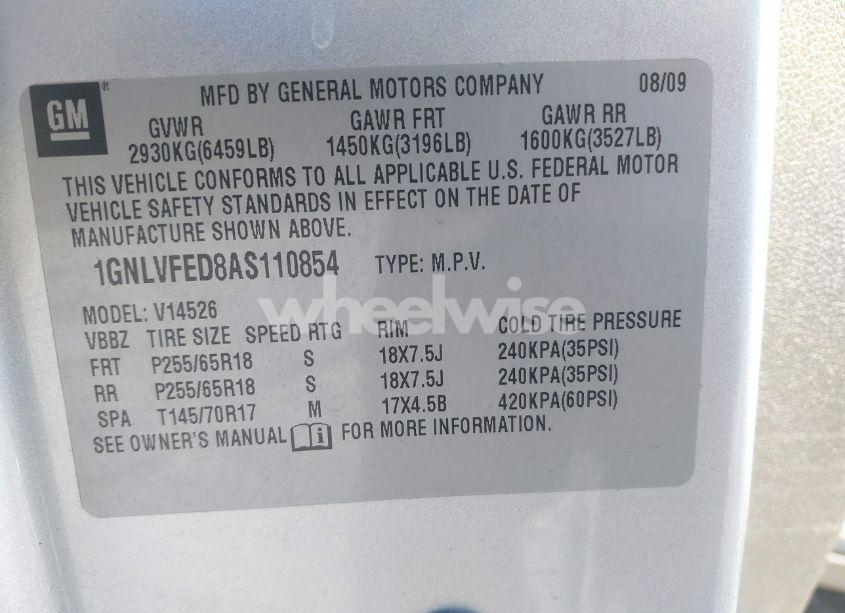 GM
MFD BY GENERAL MOTORS COMPANY 08/09
GVWR GAWR FRT GAWR RR
2930KG(6459LB) 1450KG(3196LB) 1600KG(3527LB)
THIS VEHICLE CONFORMS TO ALL APPLICABLE U.S. FEDERAL MOTOR
VEHICLE SAFETY STANDARDS IN EFFECT ON THE DATE OF
MANUFACTURE SHOWN ABOVE.
1GNLVFED8AS110854 TYPE: M.P.V.
wheelwise
MODEL: V14526
VBBZ TIRE SIZE SPEED RTG RIM COLD TIRE PRESSURE
FRT P255/65R18 S 18X7.5J 240KPA(35PSI)
RR P255/65R18 S 18X7.5J 240KPA(35PSI)
SPA T145/70R17 M 17X4.5B 420KPA(60PSI)
SEE OWNER'S MANUAL FOR MORE INFORMATION.